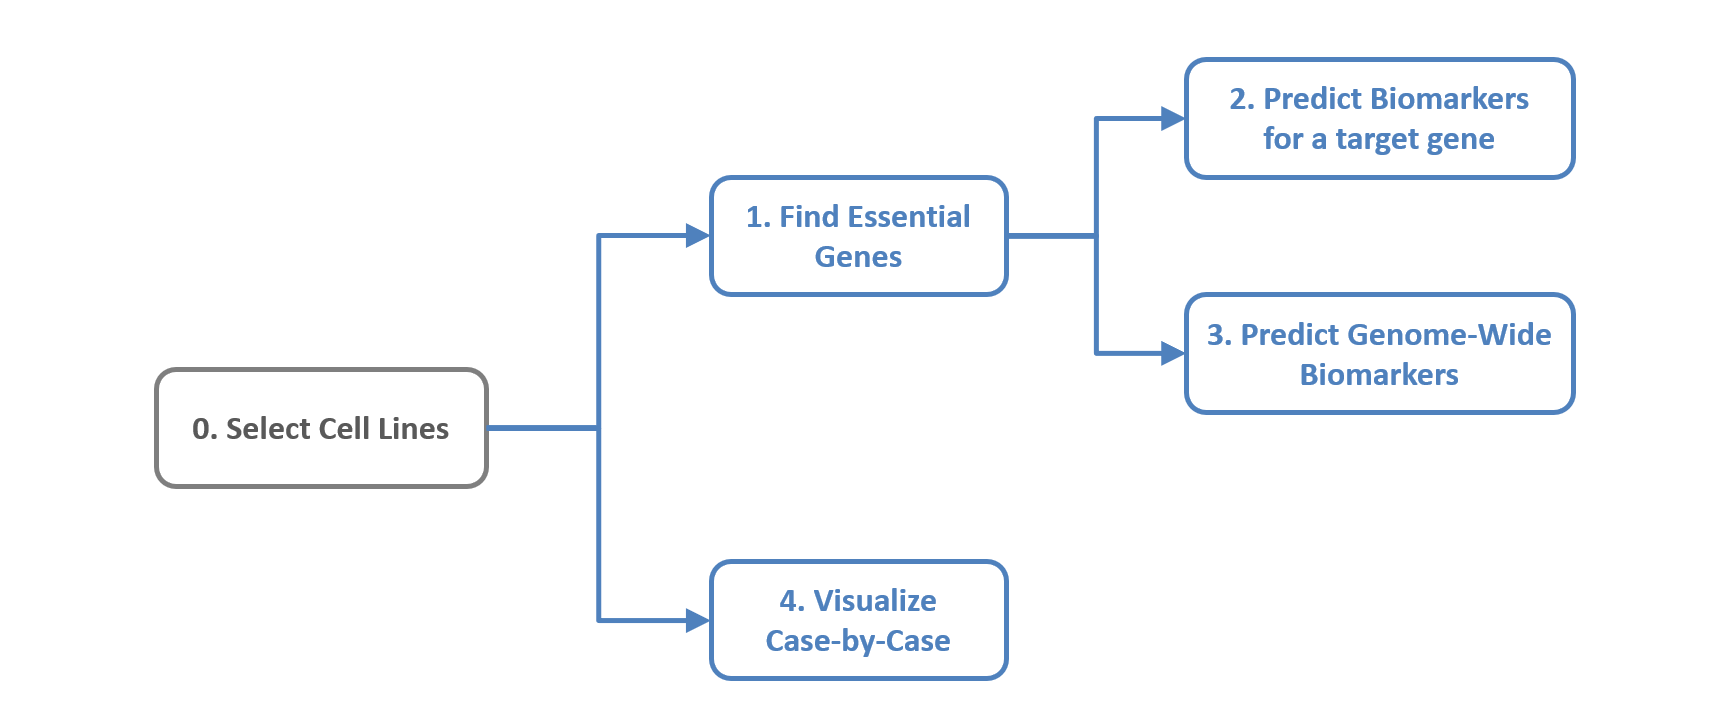 0. Select Cell Lines
1. Find Essential
Genes
2. Predict Biomarkers
for a target gene
3. Predict Genome-Wide
Biomarkers
4. Visualize
Case-by-Case